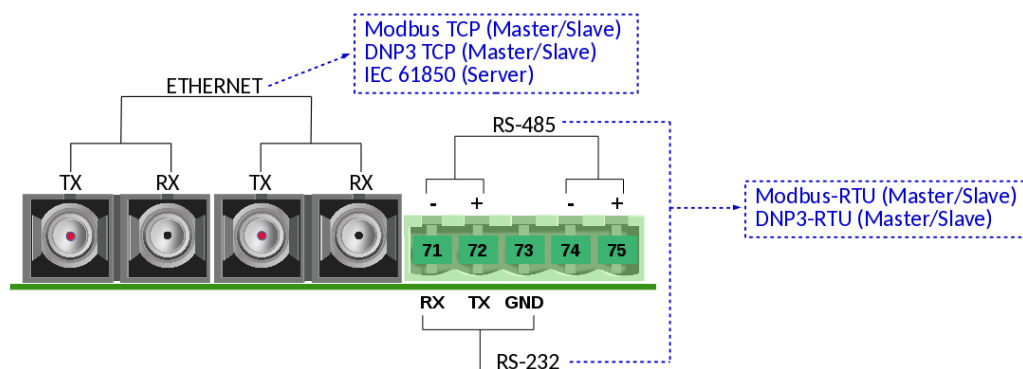 Modbus TCP (Master/Slave)
DNP3 TCP (Master/Slave)
IEC 61850 (Server)
ETHERNET
RS-485
TX RX TX RX
- + - +
Modbus-RTU (Master/Slave)
DNP3-RTU (Master/Slave)
71 72 73 74 75
RX TX GND
RS-232